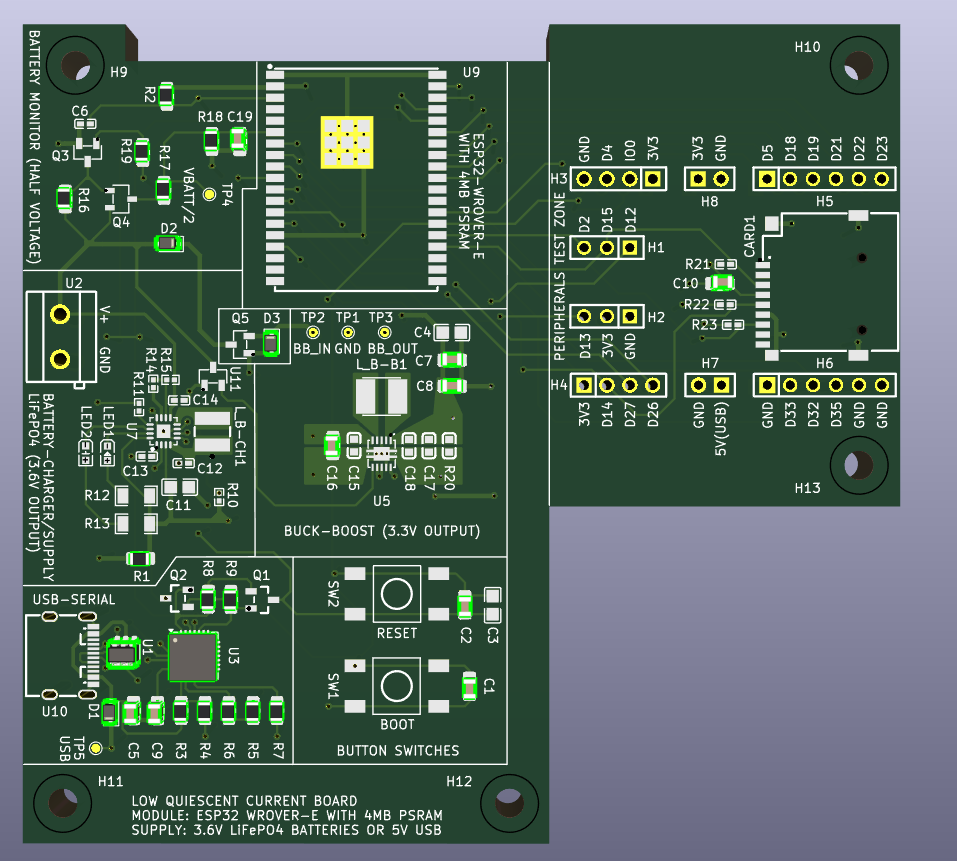 BATTERY MONITOR (HALF VOLTAGE)
H9
R2
C6
Q3
R19
R17
R18
C19
R16
Q4
VBATT/2
TP4
D2
U9
ESP32-WROVER-E
WITH 4MB PSRAM
H10
GND
D4
IO0
3V3
H3
3V3
GND
H8
D5
D18
D19
D21
D22
D23
H5
PERIPHERALS TEST ZONE
D2
D15
D12
H1
CARD1
R21
C10
R22
R23
H2
D13
3V3
GND
H4
3V3
D14
D27
D26
H7
GND
5V(USB)
H6
GND
D33
D32
D35
GND
GND
H13
U2
V+
GND
Q5
D3
TP2
TP1
TP3
BB_IN
GND
BB_OUT
C4
C7
C8
L_B-B1
R14
R15
U11
R11
C14
LED2
LED1
U7
L_B-CH1
C13
C12
R12
C11
R10
R13
R1
BATTERY-CHARGER/SUPPLY
LiFePO4 (3.6V OUTPUT)
C16
C15
U5
C18
C17
R20
BUCK-BOOST (3.3V OUTPUT)
USB-SERIAL
Q2
R8
R9
Q1
U1
U3
U10
D1
TP5
USB
C5
C9
R3
R4
R6
R5
R7
SW2
RESET
C2
C3
SW1
BOOT
C1
BUTTON SWITCHES
H11
H12
LOW QUIESCENT CURRENT BOARD
MODULE: ESP32 WROVER-E WITH 4MB PSRAM
SUPPLY: 3.6V LiFePO4 BATTERIES OR 5V USB